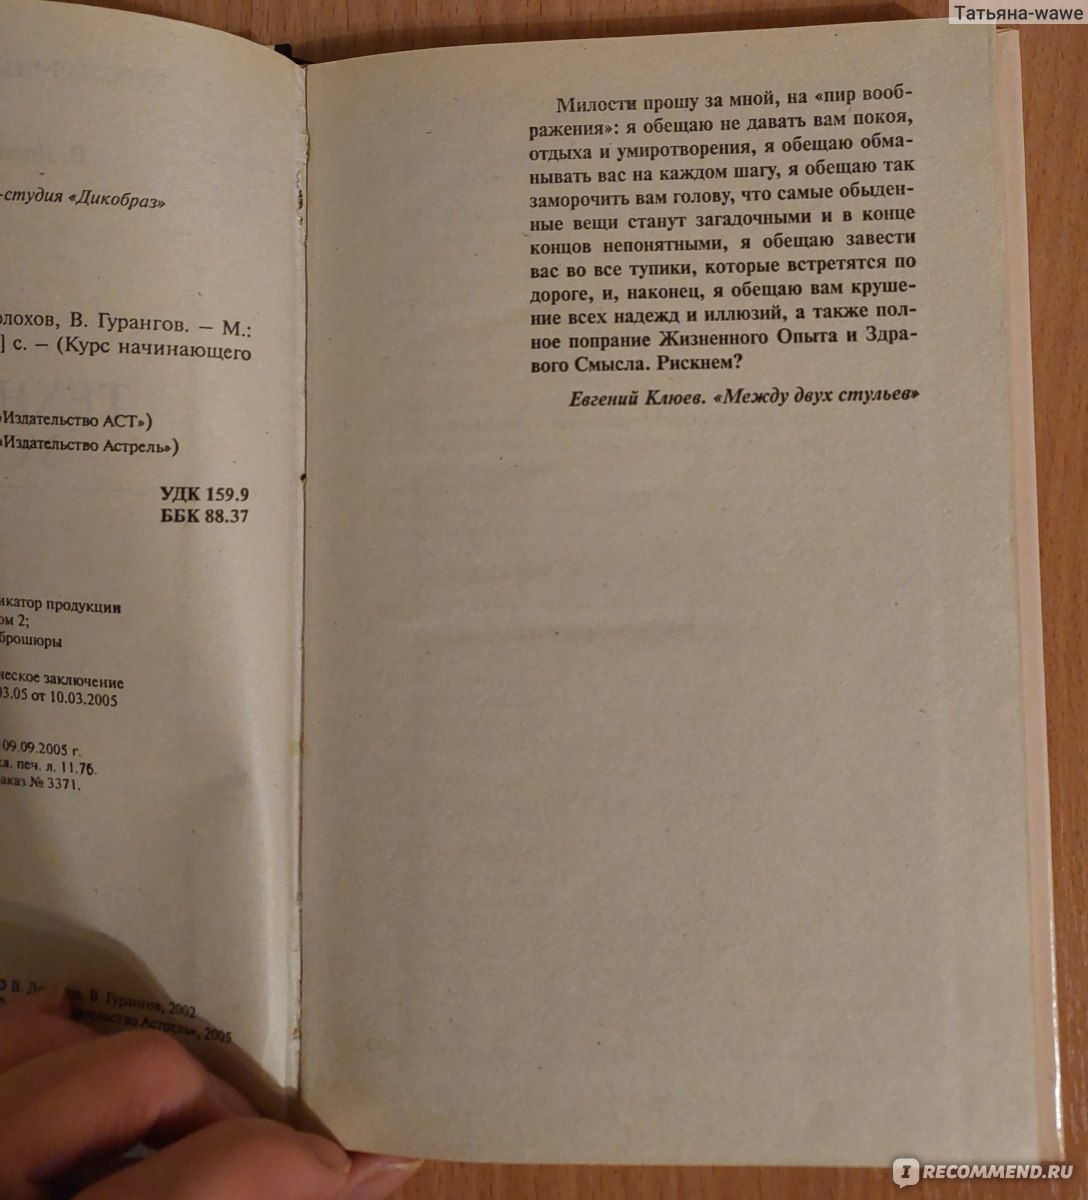 Татьяна-wawe
-студия «Дикобраз»
олохов, В. Гурангов. – М.:
] с. – (Курс начинающего
«Издательство АСТ»)
«Издательство Астрель»)
УДК 159.9
ББК 88.37
икатор продукции
ом 2;
брошюры
ческое заключение
03.05 от 10.03.2005
09.09.2005 г.
сл. печ. л. 11.76.
аказ № 3371.
В. Гурангов, 2002
Астрель», 2005
Милости прошу за мной, на «пир вооб-
ражения»: я обещаю не давать вам покоя,
отдыха и умиротворения, я обещаю обма-
нывать вас на каждом шагу, я обещаю так
заморочить вам голову, что самые обыден-
ные вещи станут загадочными и в конце
концов непонятными, я обещаю завести
вас во все тупики, которые встретятся по
дороге, и, наконец, я обещаю вам круше-
ние всех надежд и иллюзий, а также пол-
ное попрание Жизненного Опыта и Здра-
вого Смысла. Рискнем?
Евгений Клюев. «Между двух стульев»
IRECOMMEND.RU